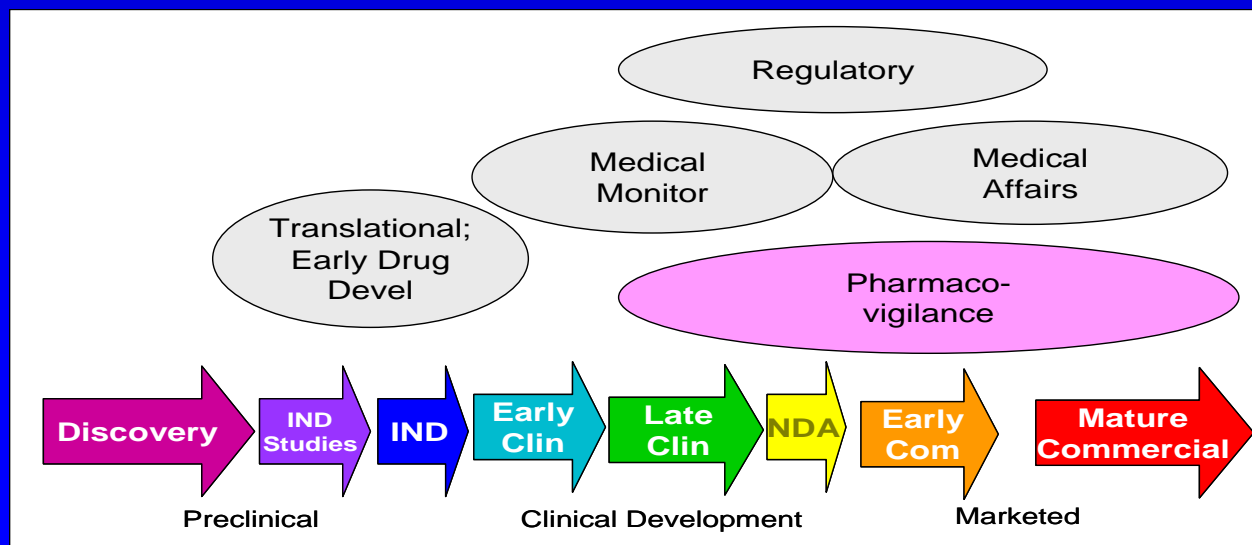 Regulatory
Medical
Monitor
Medical
Affairs
Translational;
Early Drug
Devel
Pharmaco-
vigilance
Discovery
IND
Studies
IND
Early
Clin
Late
Clin
NDA
Early
Com
Mature
Commercial
Preclinical
Clinical Development
Marketed